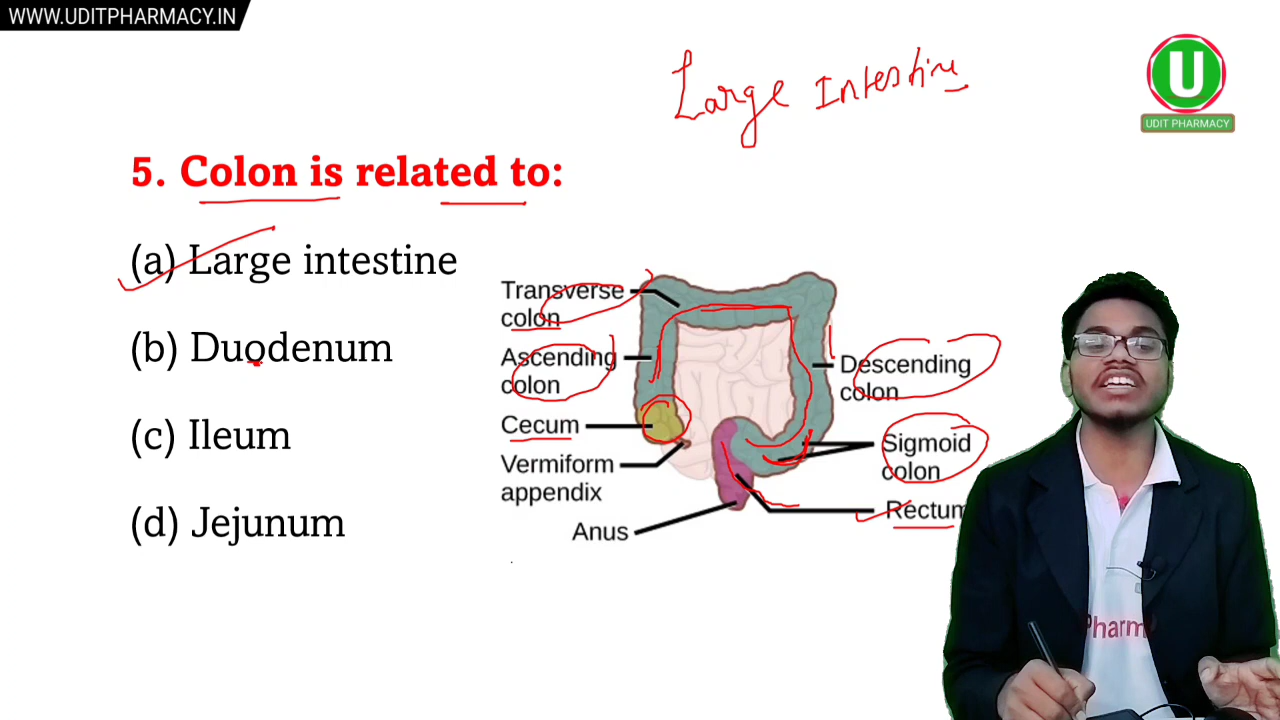 WWW.UDITPHARMACY.IN
Large Intestine
U
UDIT PHARMACY
5. Colon is related to:
(a) Large intestine
(b) Duodenum
(c) Ileum
(d) Jejunum
Transverse
colon
Ascending
colon
Cecum
Vermiform
appendix
Anus
Descending
colon
Sigmoid
colon
Rectum
Pharm